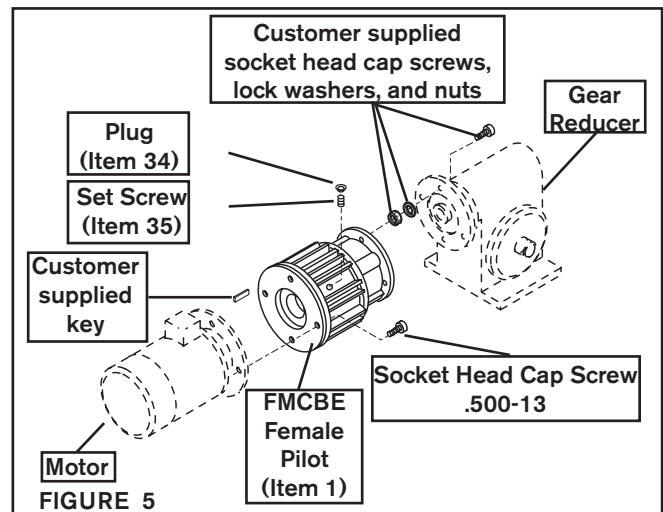 Customer supplied
socket head cap screws,
lock washers, and nuts
Gear
Reducer
Plug
(Item 34)
Set Screw
(Item 35)
Customer
supplied
key
Socket Head Cap Screw
.500-13
FMCBE
Female
Pilot
(Item 1)
Motor
FIGURE 5